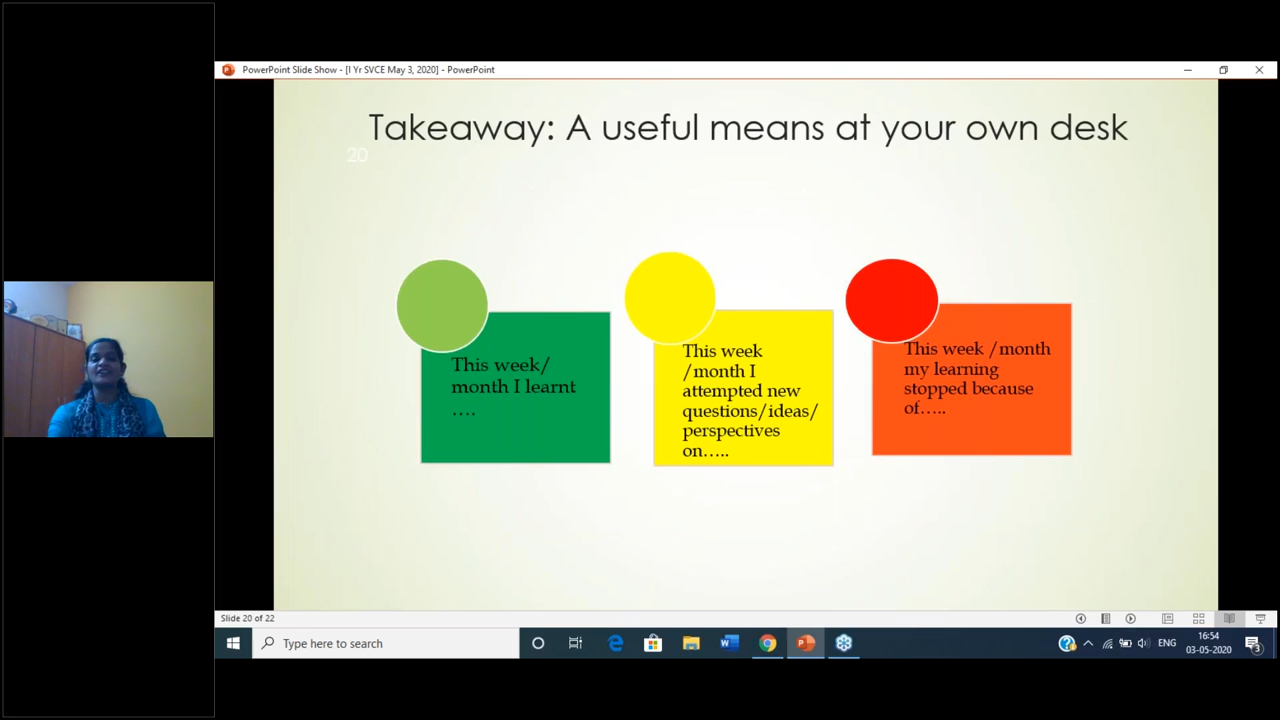 PowerPoint Slide Show - [I Yr SVCE May 3, 2020] - PowerPoint
Takeaway: A useful means at your own desk
20
This week/
month I learnt
….
This week
/month I
attempted new
questions/ideas/
perspectives
on…..
This week /month
my learning
stopped because
of…..
Slide 20 of 22
Type here to search
ENG
16:54
03-05-2020
3